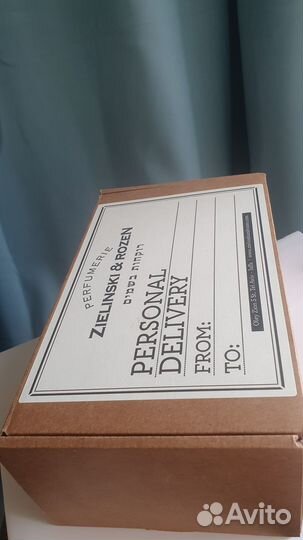 PERFUMERIE
ZIELINSKI & ROZEN
רוקחות בשמים
PERSONAL
DELIVERY
FROM:
TO:
Avito